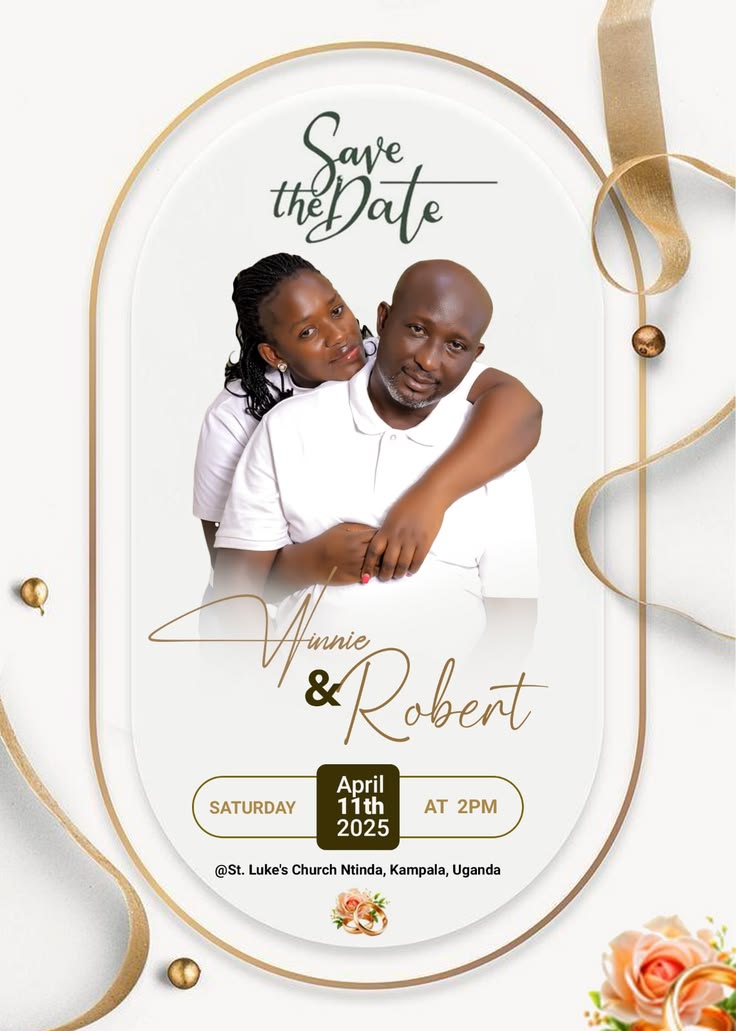 Save
the Date
Winnie
&
Robert
SATURDAY
April
11th
2025
AT 2PM
@St. Luke's Church Ntinda, Kampala, Uganda